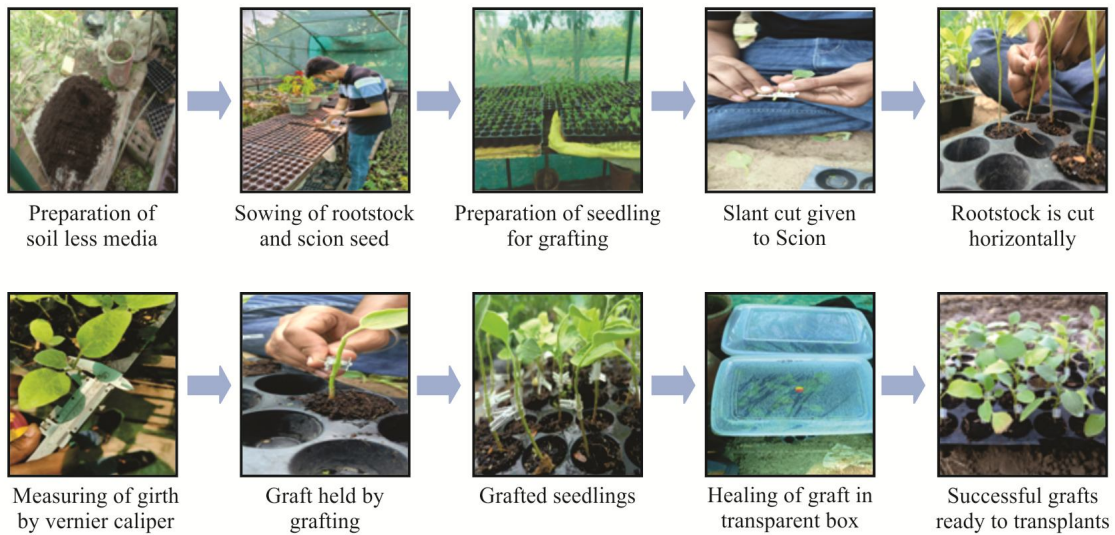 Preparation of
soil less media
Sowing of rootstock
and scion seed
Preparation of seedling
for grafting
Slant cut given
to Scion
Rootstock is cut
horizontally
Measuring of girth
by vernier caliper
Graft held by
grafting
Grafted seedlings
Healing of graft in
transparent box
Successful grafts
ready to transplants